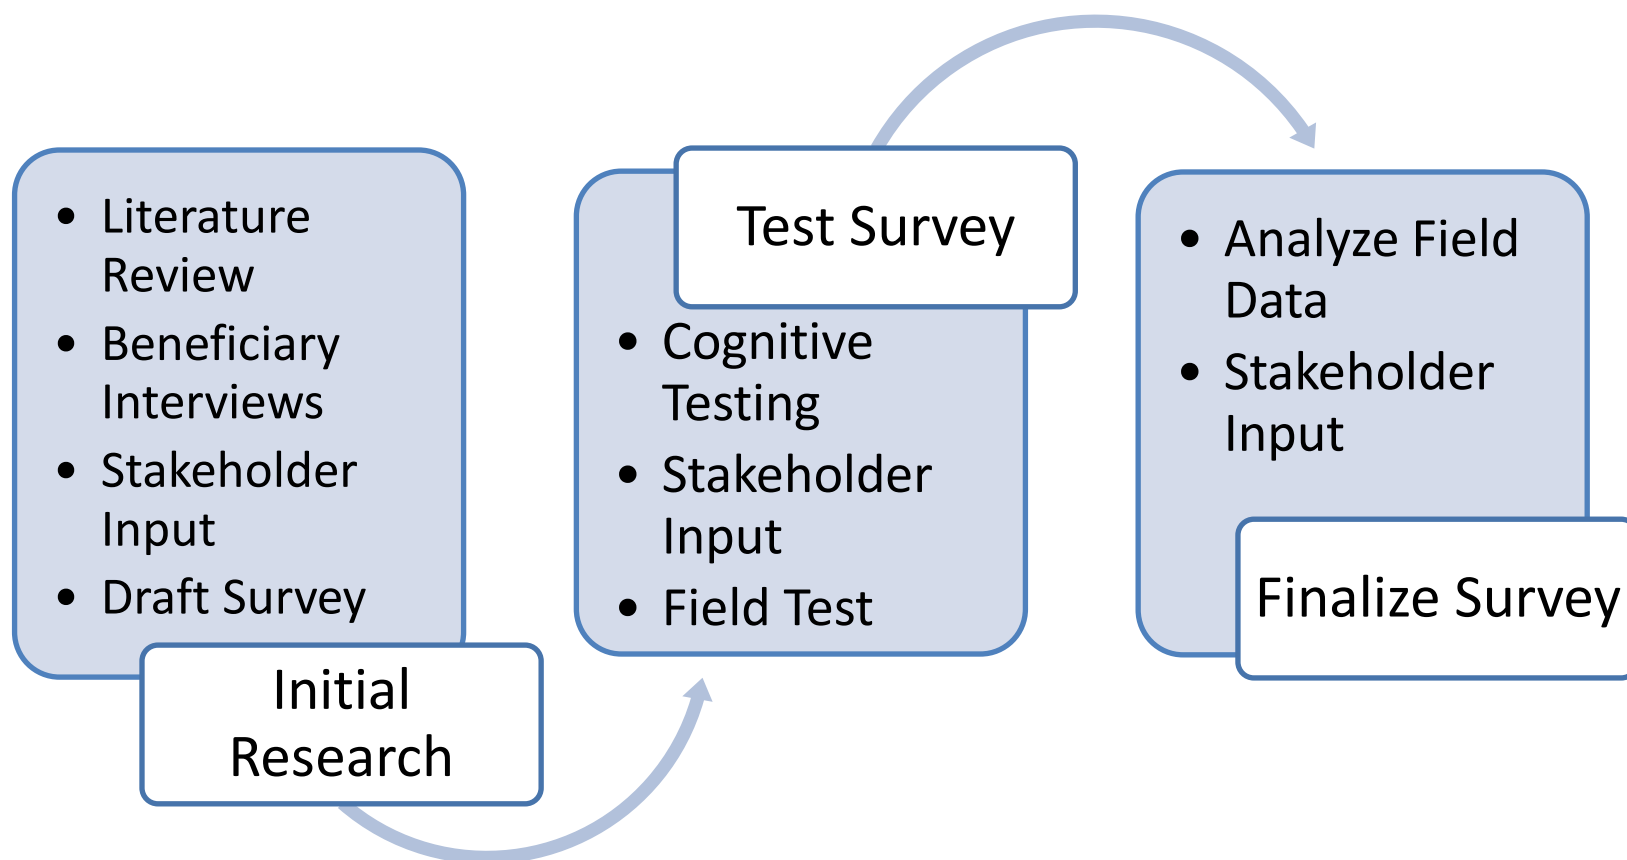 • Literature
Review
• Beneficiary
Interviews
• Stakeholder
Input
• Draft Survey
Initial
Research
Test Survey
• Cognitive
Testing
• Stakeholder
Input
• Field Test
• Analyze Field
Data
• Stakeholder
Input
Finalize Survey